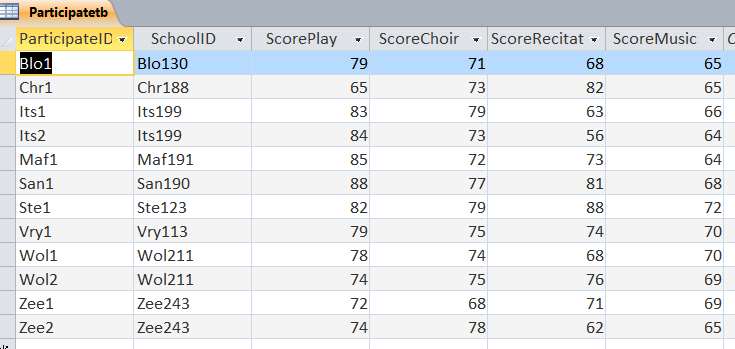 Participatetb
ParticipateID SchoolID ScorePlay ScoreChoir ScoreRecitat ScoreMusic
Blo1 Blo130 79 71 68 65
Chr1 Chr188 65 73 82 65
Its1 Its199 83 79 63 66
Its2 Its199 84 73 56 64
Maf1 Maf191 85 72 73 64
San1 San190 88 77 81 68
Ste1 Ste123 82 79 88 72
Vry1 Vry113 79 75 74 70
Wol1 Wol211 78 74 68 70
Wol2 Wol211 74 75 76 69
Zee1 Zee243 72 68 71 69
Zee2 Zee243 74 78 62 65